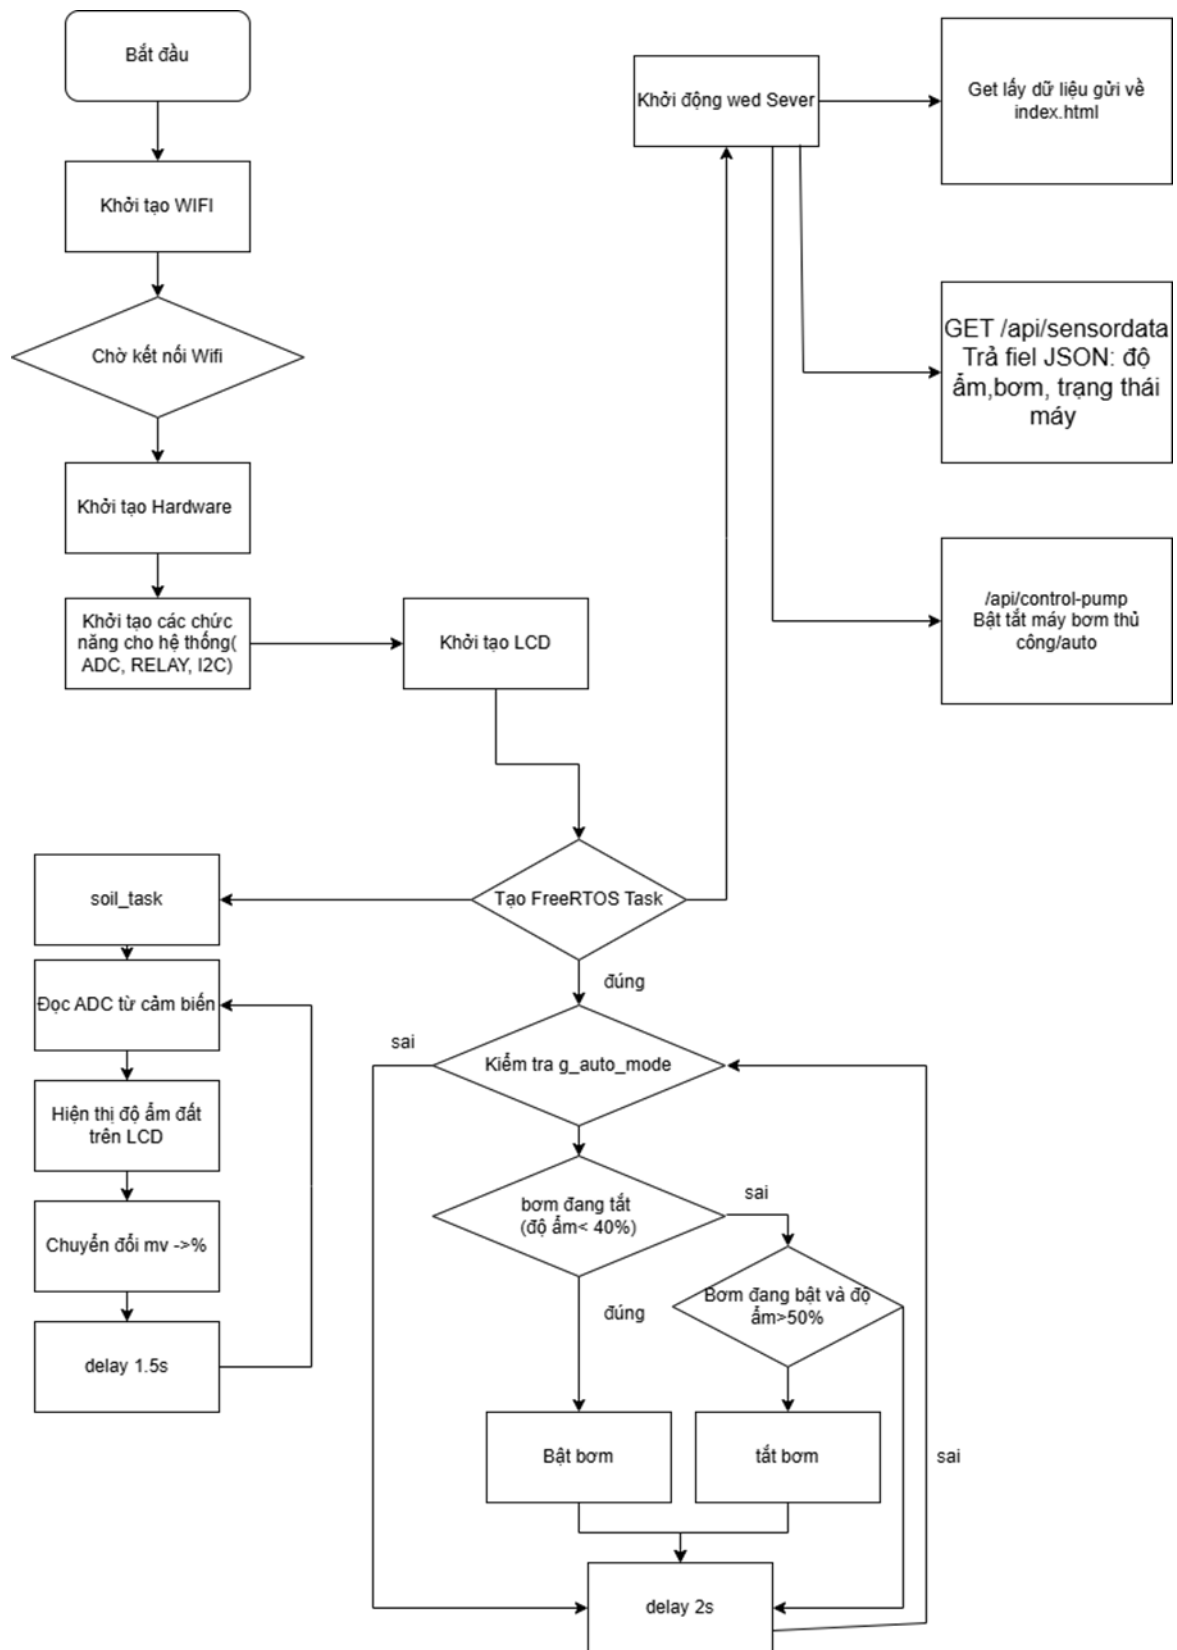 Bắt đầu
Khởi tạo WIFI
Chờ kết nối Wifi
Khởi tạo Hardware
Khởi tạo các chức
năng cho hệ thống(
ADC, RELAY, I2C)
Khởi tạo LCD
Khởi động wed Sever
Get lấy dữ liệu gửi về
index.html
GET /api/sensordata
Trả fiel JSON: độ
ẩm,bơm, trạng thái
máy
/api/control-pump
Bật tắt máy bơm thủ
công/auto
Tạo FreeRTOS Task
soil_task
Đọc ADC từ cảm biến
Hiện thị độ ẩm đất
trên LCD
Chuyển đổi mv ->%
delay 1.5s
đúng
sai
Kiểm tra g_auto_mode
bơm đang tắt
(độ ẩm< 40%)
sai
đúng
Bơm đang bật và độ
ẩm>50%
Bật bơm
tắt bơm
sai
delay 2s